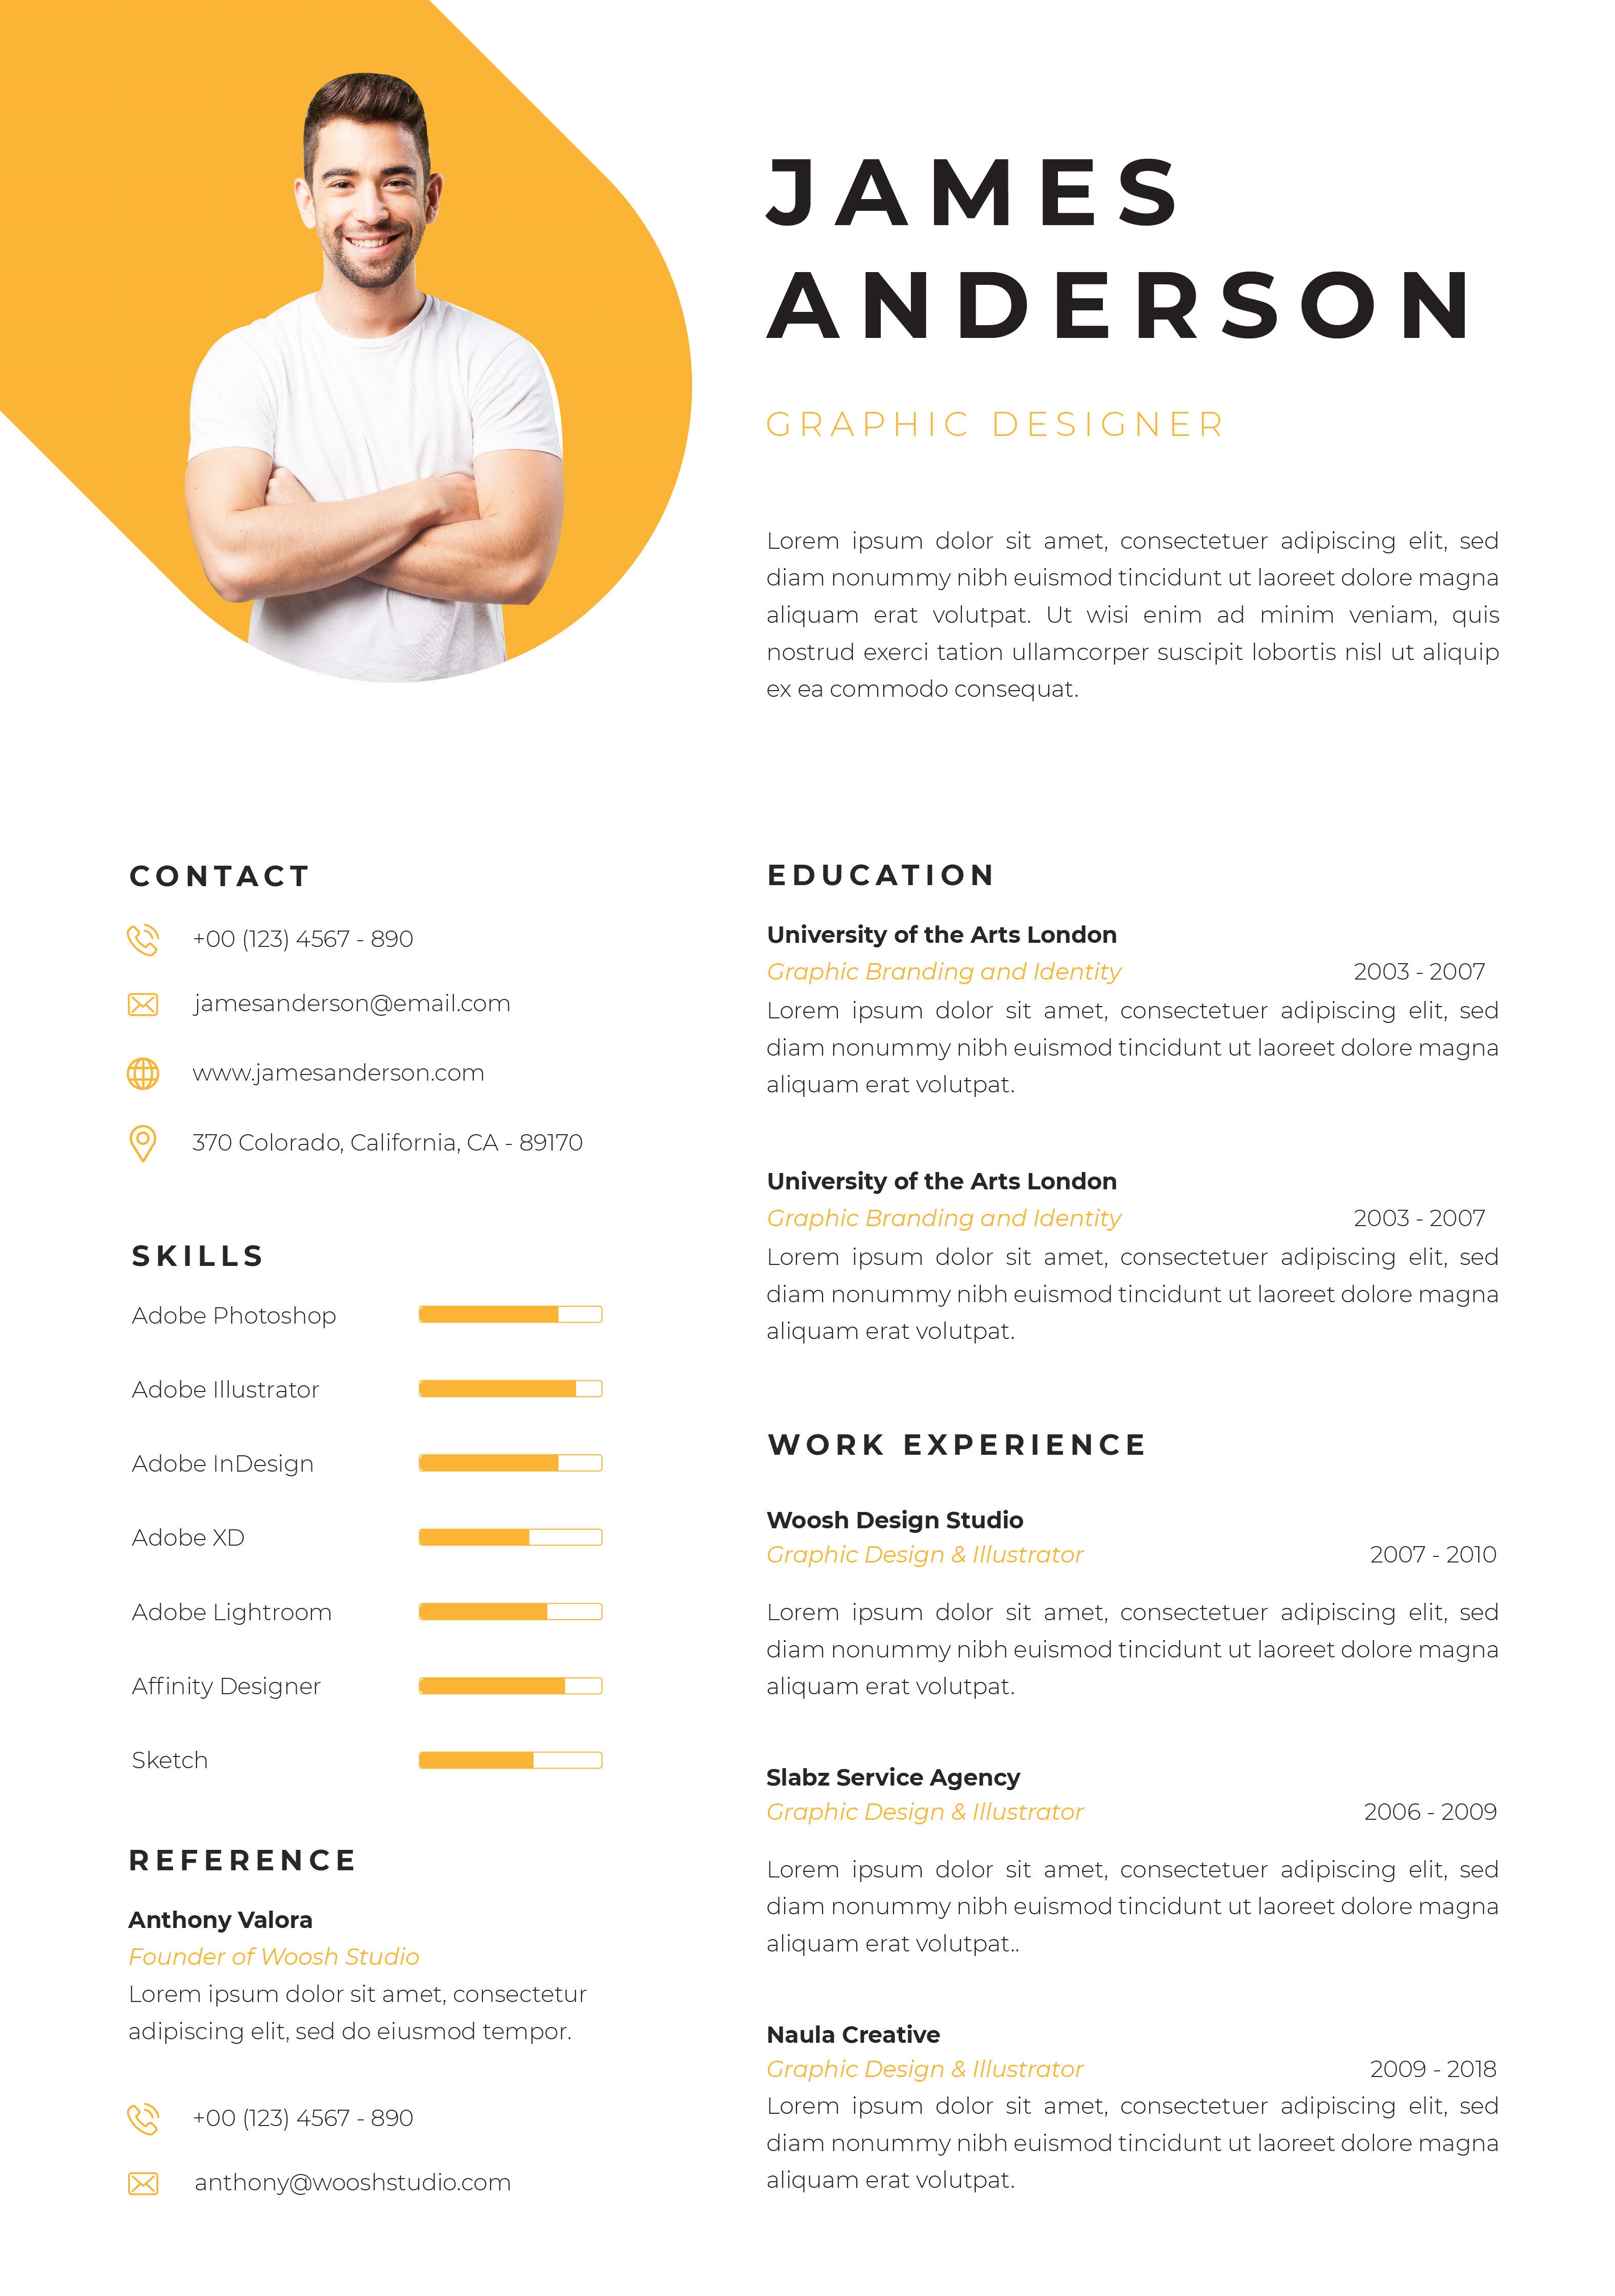 JAMES
ANDERSON
GRAPHIC DESIGNER
Lorem ipsum dolor sit amet, consectetuer adipiscing elit, sed
diam nonummy nibh euismod tincidunt ut laoreet dolore magna
aliquam erat volutpat. Ut wisi enim ad minim veniam, quis
nostrud exerci tation ullamcorper suscipit lobortis nisl ut aliquip
ex ea commodo consequat.
CONTACT
+00 (123) 4567 - 890
jamesanderson@email.com
www.jamesanderson.com
370 Colorado, California, CA - 89170
SKILLS
Adobe Photoshop
Adobe Illustrator
Adobe InDesign
Adobe XD
Adobe Lightroom
Affinity Designer
Sketch
REFERENCE
Anthony Valora
Founder of Woosh Studio
Lorem ipsum dolor sit amet, consectetur
adipiscing elit, sed do eiusmod tempor.
+00 (123) 4567 - 890
anthony@wooshstudio.com
EDUCATION
University of the Arts London
Graphic Branding and Identity 2003 - 2007
Lorem ipsum dolor sit amet, consectetuer adipiscing elit, sed
diam nonummy nibh euismod tincidunt ut laoreet dolore magna
aliquam erat volutpat.
University of the Arts London
Graphic Branding and Identity 2003 - 2007
Lorem ipsum dolor sit amet, consectetuer adipiscing elit, sed
diam nonummy nibh euismod tincidunt ut laoreet dolore magna
aliquam erat volutpat.
WORK EXPERIENCE
Woosh Design Studio
Graphic Design & Illustrator 2007 - 2010
Lorem ipsum dolor sit amet, consectetuer adipiscing elit, sed
diam nonummy nibh euismod tincidunt ut laoreet dolore magna
aliquam erat volutpat.
Slabz Service Agency
Graphic Design & Illustrator 2006 - 2009
Lorem ipsum dolor sit amet, consectetuer adipiscing elit, sed
diam nonummy nibh euismod tincidunt ut laoreet dolore magna
aliquam erat volutpat..
Naula Creative
Graphic Design & Illustrator 2009 - 2018
Lorem ipsum dolor sit amet, consectetuer adipiscing elit, sed
diam nonummy nibh euismod tincidunt ut laoreet dolore magna
aliquam erat volutpat.